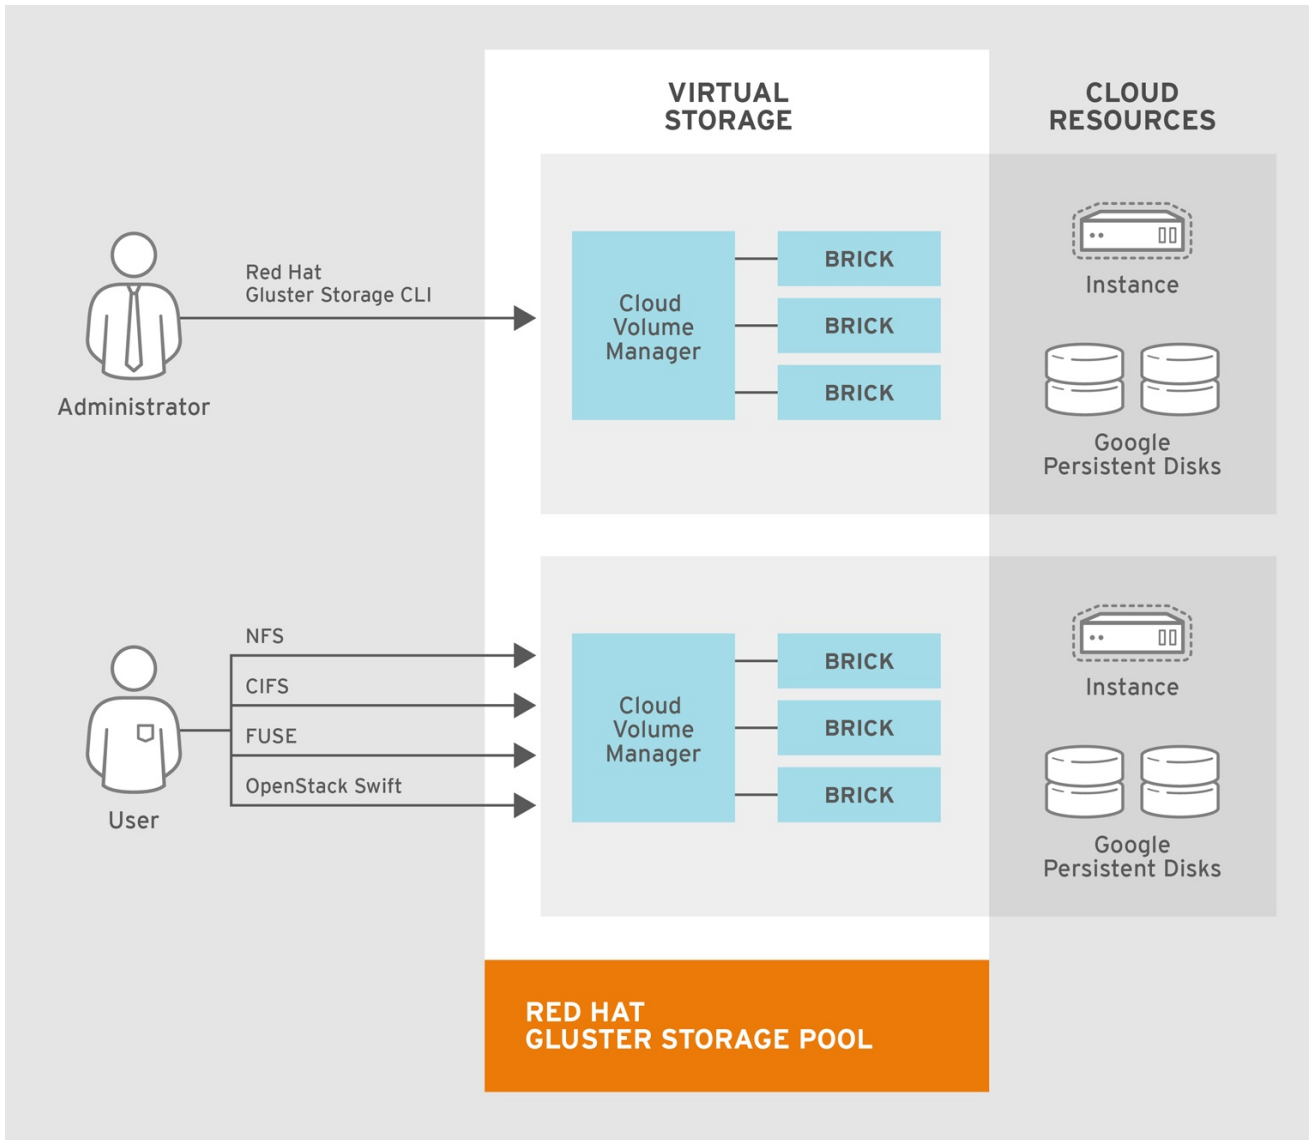 VIRTUAL
STORAGE
CLOUD
RESOURCES
Red Hat
Gluster Storage CLI
Administrator
Cloud
Volume
Manager
BRICK
BRICK
BRICK
Instance
Google
Persistent Disks
NFS
CIFS
FUSE
OpenStack Swift
User
Cloud
Volume
Manager
BRICK
BRICK
BRICK
Instance
Google
Persistent Disks
RED HAT
GLUSTER STORAGE POOL